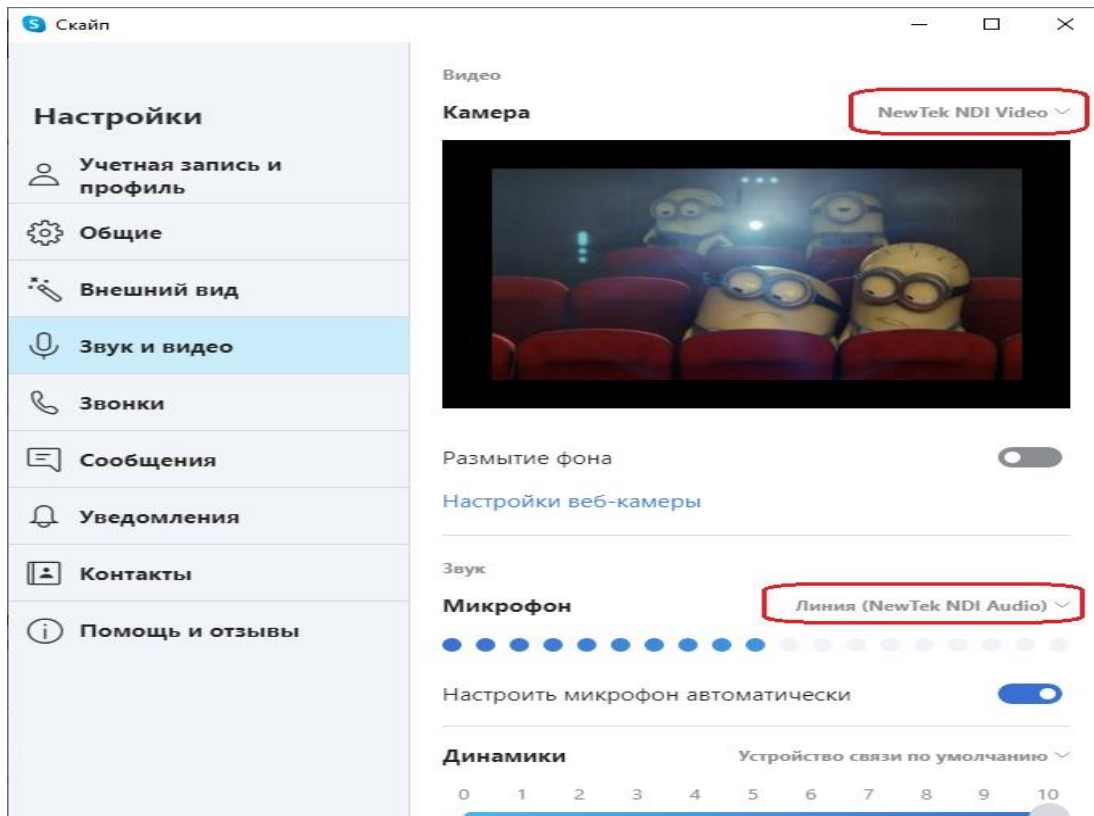 Скайп
Настройки
Учетная запись и
профиль
Общие
Внешний вид
Звук и видео
Звонки
Сообщения
Уведомления
Контакты
Помощь и отзывы
Видео
Камера
NewTek NDI Video
Размытие фона
Настройки веб-камеры
Звук
Микрофон
Линия (NewTek NDI Audio)
Настроить микрофон автоматически
Динамики
Устройство связи по умолчанию
0 1 2 3 4 5 6 7 8 9 10